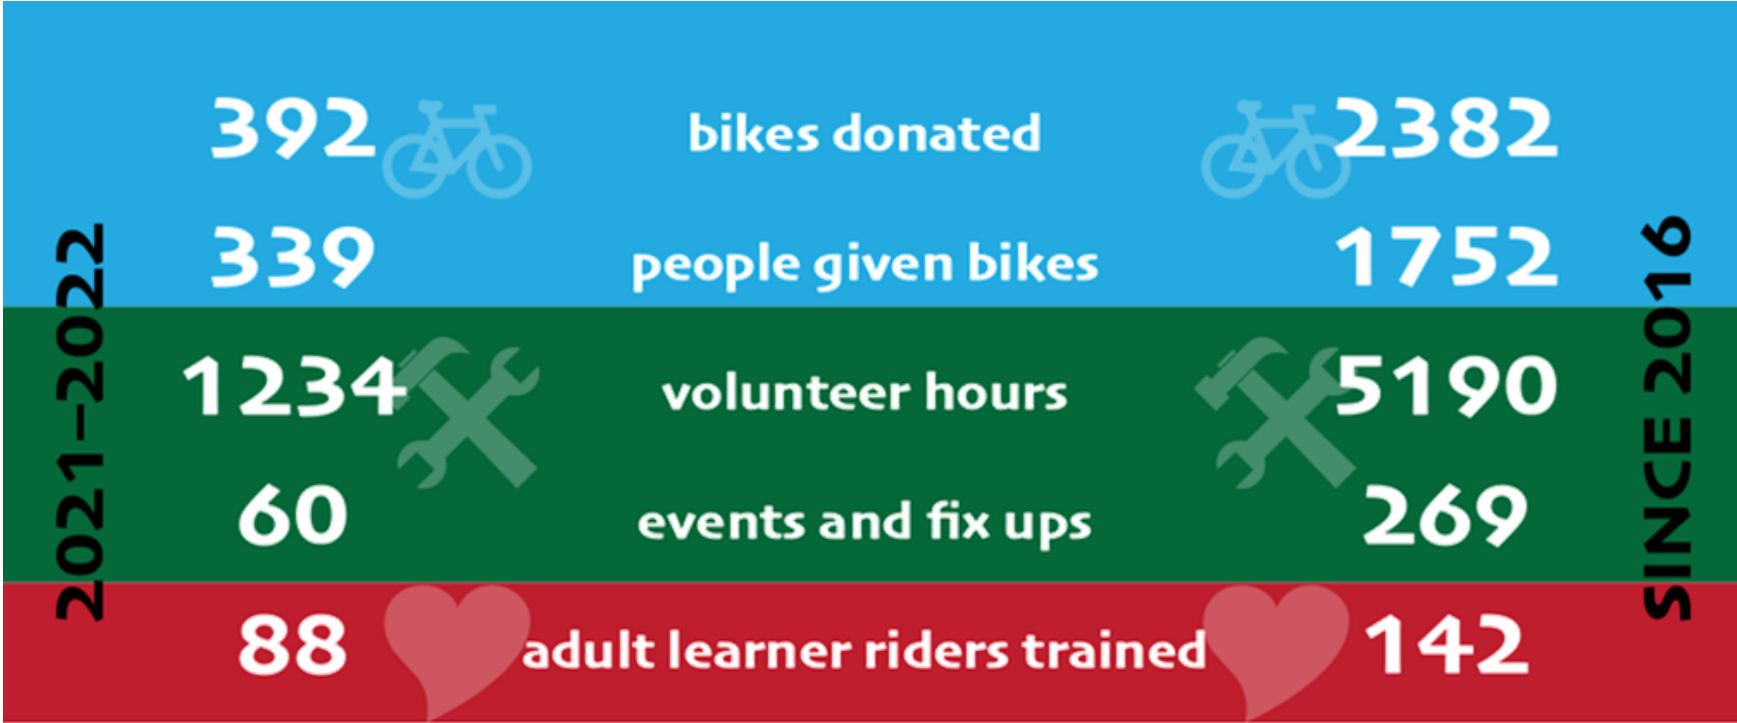 2021–2022
392 bikes donated 2382
339 people given bikes 1752
1234 volunteer hours 5190
60 events and fix ups 269
88 adult learner riders trained 142
SINCE 2016